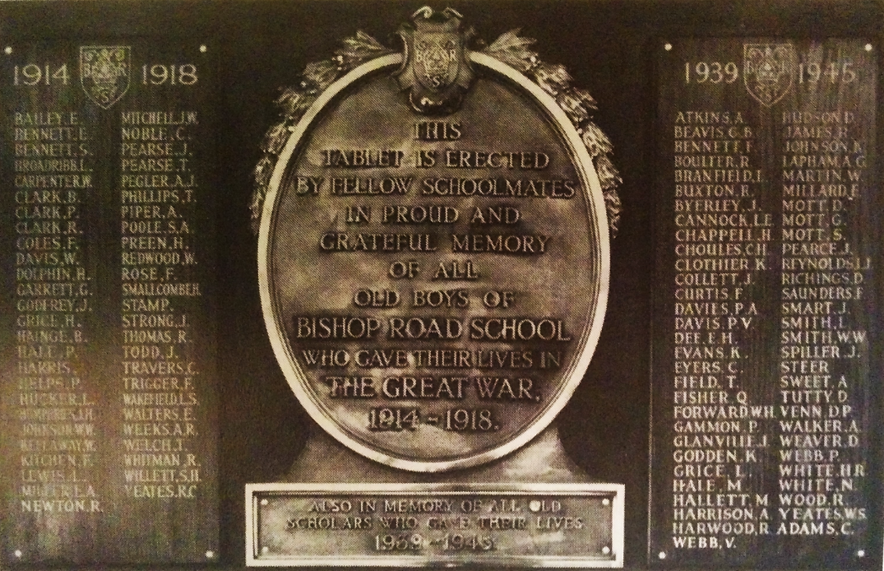 1914 1918
BAILEY, E.
BENNETT, E.
BENNETT, S.
BROADRIBB, L.
CARPENTER, W.
CLARK, B.
CLARK, P.
CLARK, R.
COLES, F.
DAVIS, W.
DOLPHIN, H.
GARRETT, G.
GODFREY, J.
GRICE, H.
HAINGE, B.
HALL, P.
HARRIS.
HELPS, P.
HUCKER, L.
HUMPHRIES, J.H.
JOHNSON, W.W.
KELLAWAY, W.
KITCHEN, F.
LEWIS, L.
MILLER, E.A.
NEWTON, R.
MITCHELL, J.W.
NOBLE, C.
PEARSE, J.
PEARSE, T.
PEGLER, A.J.
PHILLIPS, T.
PIPER, A.
POOLE, S.A.
PREEN, H.
REDWOOD, W.
ROSE, F.
SMALLCOMBE, R.
STAMP.
STRONG, J.
THOMAS, R.
TODD, J.
TRAVERS, C.
TRIGGER, F.
WAKEFIELD, L.S.
WALTERS, E.
WEEKS, A.R.
WELCH, T.
WHITMAN, R.
WILLETT, S.H.
YEATES, R.C
THIS
TABLET IS ERECTED
BY FELLOW SCHOOLMATES
IN PROUD AND
GRATEFUL MEMORY
OF ALL
OLD BOYS OF
BISHOP ROAD SCHOOL
WHO GAVE THEIR LIVES IN
THE GREAT WAR,
1914-1918.
ALSO IN MEMORY OF ALL OLD
SCHOLARS WHO GAVE THEIR LIVES
1939-1945.
1939 1945
ATKINS, A.
BEAVIS, G.B.
BENNETT, F.
BOULTER, R.
BRANFIELD, I.
BUXTON, R.
BYERLEY, J.
CANNOCK, L.E.
CHAPPELL, H.
CHOULES, C.H.
CLOTHIER, K.
COLLETT, J.
CURTIS, F.
DAVIES, P.A
DAVIS, P.V
DEE, E.H.
EVANS, K.
EYERS, C.
FIELD, T.
FISHER, Q
FORWARD W.H.
GAMMON, P.
GLANVILLE, J.
GODDEN, K.
GRICE, L.
HALE, M
HALLETT, M
HARRISON, A.
HARWOOD, R
WEBB, V.
HUDSON, D.
JAMES, R.
JOHNSON, K
LAPHAM, A.G
MARTIN, W.
MILLARD, F
MOTT, D.
MOTT, G.
MOTT, S.
PEARCE, J.
REYNOLDS, L.J.
RICHINGS, D.
SAUNDERS, F
SMART, J.
SMITH, L
SMITH, W.W
SPILLER, J.
STEER
SWEET, A
TUTTY, D
VENN, D.P.
WALKER, A.
WEAVER, D
WEBB, P.
WHITE, H.R
WHITE, N.
WOOD, R.
YEATES, W.S.
ADAMS, C.